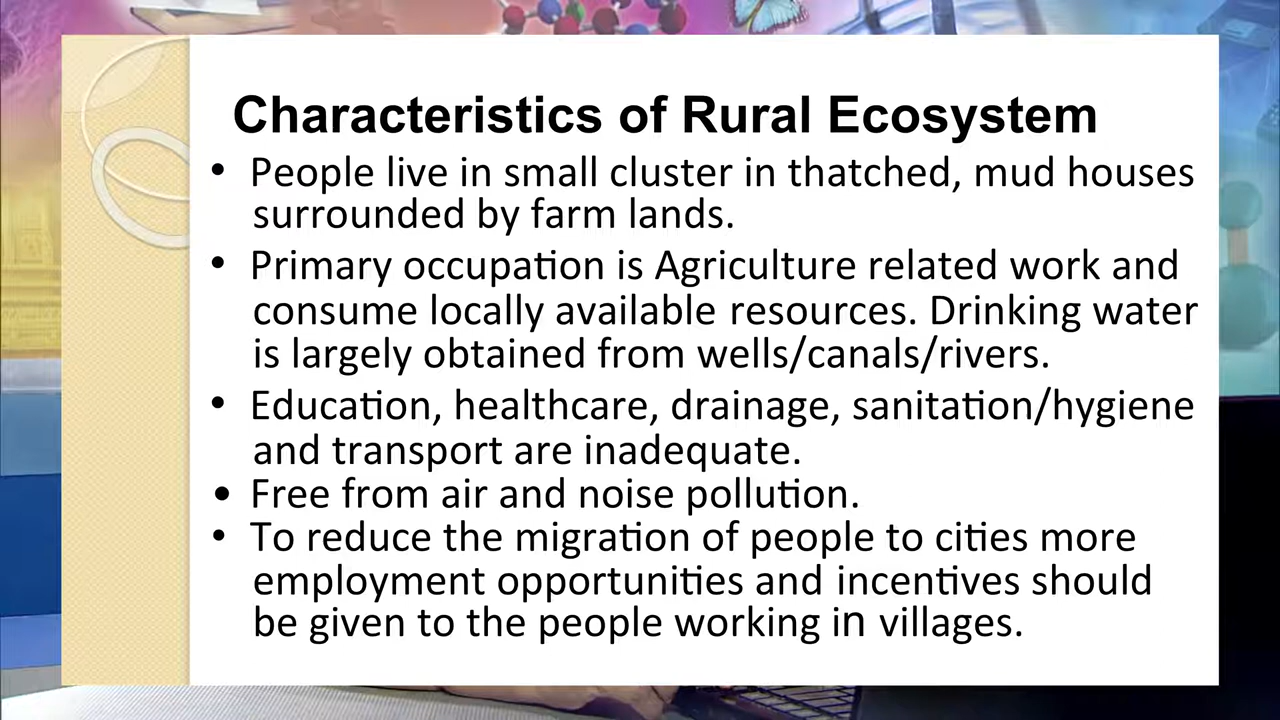 Characteristics of Rural Ecosystem
• People live in small cluster in thatched, mud houses
surrounded by farm lands.
• Primary occupation is Agriculture related work and
consume locally available resources. Drinking water
is largely obtained from wells/canals/rivers.
• Education, healthcare, drainage, sanitation/hygiene
and transport are inadequate.
• Free from air and noise pollution.
• To reduce the migration of people to cities more
employment opportunities and incentives should
be given to the people working in villages.